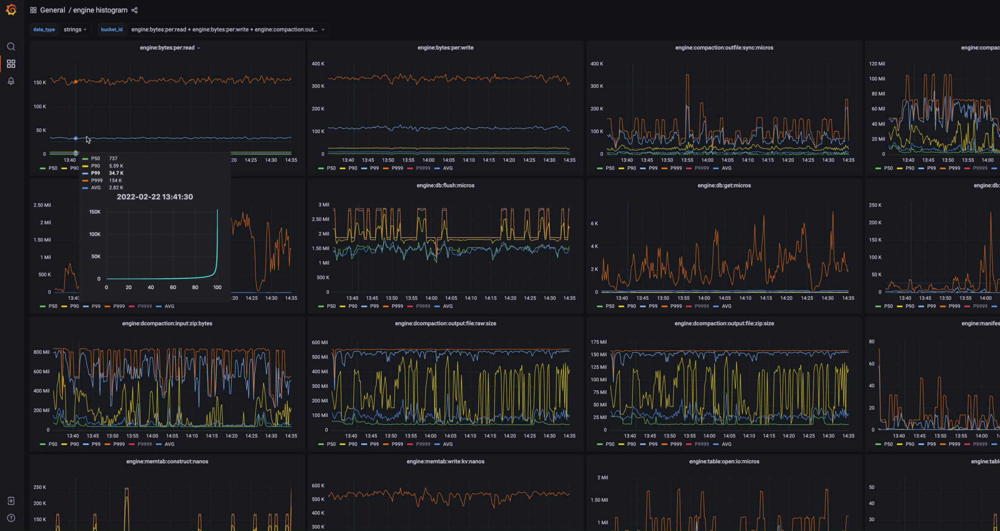 General / engine histogram
data_type strings bucket_id engine:bytes:per:read + engine:bytes:per:write + engine:compaction:out...
engine:bytes:per:read
150 K
100 K
50 K
0
13:40
20 14:25 14:30 14:35
P50 P90
P50 737
P90 5.59 K
P99 34.7 K
P999 154 K
AVG 2.82 K
2022-02-22 13:41:30
150K
100K
50K
0
0 20 40 60 80 100
engine:bytes:per:write
400 K
300 K
200 K
100 K
0
13:40 13:45 13:50 13:55 14:00 14:05 14:10 14:15 14:20 14:25 14:30 14:35
P50 P90 P99 P999 P9999 AVG
engine:compaction:outfile:sync:micros
400 K
300 K
200 K
100 K
0
13:40 13:45 13:50 13:55 14:00 14:05 14:10 14:15 14:20 14:25 14:30 14:35
P50 P90 P99 P999 P9999 AVG
engine:compac
120 Mil
100 Mil
80 Mil
60 Mil
40 Mil
20 Mil
0
13:40 13:45 13:50 13:55 14:00
P50 P90 P99 P999 P9999
2.50 Mil
2 Mil
1.50 Mil
1 Mil
500 K
0
13:40
:20 14:25 14:30 14:35
P50 P90 P99 P999 P9999 AVG
engine:db:flush:micros
3 Mil
2.50 Mil
2 Mil
1.50 Mil
1 Mil
500 K
0
13:40 13:45 13:50 13:55 14:00 14:05 14:10 14:15 14:20 14:25 14:30 14:35
P50 P90 P99 P999 P9999 AVG
engine:db:get:micros
6 K
4 K
2 K
0
13:40 13:45 13:50 13:55 14:00 14:05 14:10 14:15 14:20 14:25 14:30 14:35
P50 P90 P99 P999 P9999 AVG
engine:db:
250 K
200 K
150 K
100 K
50 K
0
13:40 13:45 13:50 13:55 14:00
P50 P90 P99 P999 P9999
engine:dcompaction:input:zip:bytes
800 Mil
600 Mil
400 Mil
200 Mil
0
13:40 13:45 13:50 13:55 14:00 14:05 14:10 14:15 14:20 14:25 14:30 14:35
P50 P90 P99 P999 P9999 AVG
engine:dcompaction:output:file:raw:size
600 Mil
500 Mil
400 Mil
300 Mil
200 Mil
100 Mil
0
13:40 13:45 13:50 13:55 14:00 14:05 14:10 14:15 14:20 14:25 14:30 14:35
P50 P90 P99 P999 P9999 AVG
engine:dcompaction:output:file:zip:size
175 Mil
150 Mil
125 Mil
100 Mil
75 Mil
50 Mil
25 Mil
0
13:40 13:45 13:50 13:55 14:00 14:05 14:10 14:15 14:20 14:25 14:30 14:35
P50 P90 P99 P999 P9999 AVG
engine:manifes
80
60
40
20
0
13:40 13:45 13:50 13:55 14:00
P50 P90 P99 P999 P9999
engine:memtab:construct:nanos
250 K
200 K
150 K
engine:memtab:write:kv:nanos
600 K
500 K
400 K
300 K
engine:table:open:io:micros
2 Mil
1.50 Mil
1 Mil
engine:tabl
50
40
30